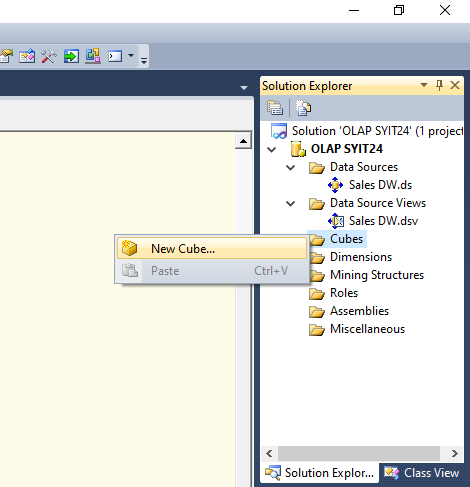 Solution Explorer
Solution 'OLAP SYIT24' (1 project
OLAP SYIT24
Data Sources
Sales DW.ds
Data Source Views
Sales DW.dsv
Cubes
New Cube...
Dimensions
Paste Ctrl+V
Mining Structures
Roles
Assemblies
Miscellaneous
Solution Explor... Class View